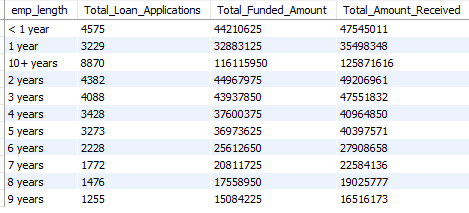 emp_length Total_Loan_Applications Total_Funded_Amount Total_Amount_Received
< 1 year 4575 44210625 47545011
1 year 3229 32883125 35498348
10+ years 8870 116115950 125871616
2 years 4382 44967975 49206961
3 years 4088 43937850 47551832
4 years 3428 37600375 40964850
5 years 3273 36973625 40397571
6 years 2228 25612650 27908658
7 years 1772 20811725 22584136
8 years 1476 17558950 19025777
9 years 1255 15084225 16516173